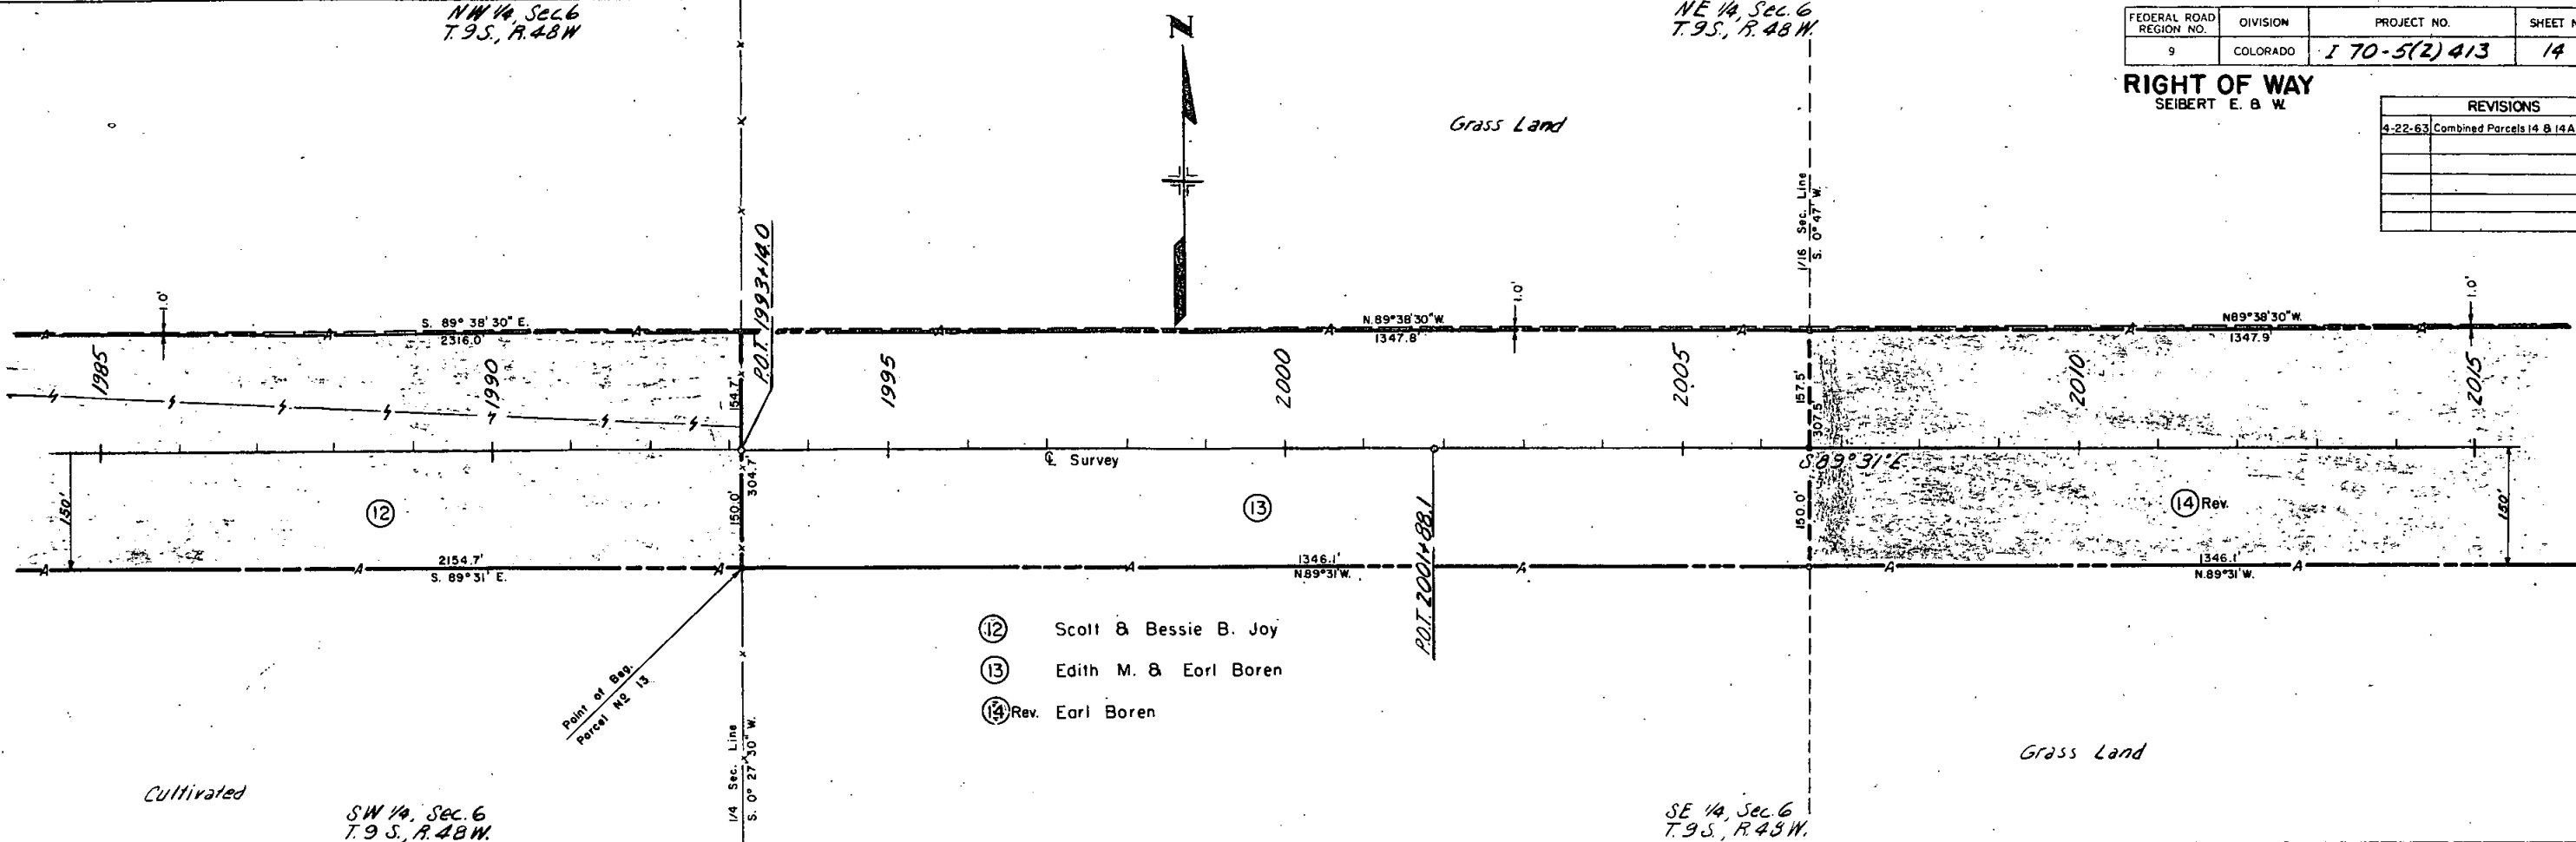 NW 1/4, Sec 6
T. 9 S., R. 48 W
NE 1/4, Sec. 6
T. 9 S., R. 48 W.
FEDERAL ROAD REGION NO. DIVISION PROJECT NO. SHEET
9 COLORADO I 70-5(2)413 14
RIGHT OF WAY
SEIBERT E. & W.
REVISIONS
4-22-63 Combined Parcels 14 & 14A
N
Grass Land
1/16 Sec. Line
S. 0° 47' W.
P.O.T. 1993+14.0
1.0'
S. 89° 38' 30" E.
2316.0'
N. 89° 38' 30" W.
1347.8'
1.0'
N 89° 38' 30" W.
1347.9'
1.0'
1985
1990
1995
2000
2005
2010
2015
154.7'
157.5'
307.5'
℄ Survey
S 89° 31' E
150'
12
150.0'
304.7'
13
150.0'
14 Rev.
150'
2154.7'
S. 89° 31' E.
1346.1'
N. 89° 31' W.
1346.1'
N. 89° 31' W.
P.O.T. 2001+88.1
Point of Beg.
Parcel No 13
12 Scott & Bessie B. Joy
13 Edith M. & Eorl Boren
14 Rev. Earl Boren
1/4 Sec. Line
S. 0° 27' 30" W.
Cultivated
Grass Land
SW 1/4, Sec. 6
T. 9 S., R. 48 W.
SE 1/4, Sec. 6
T. 9 S., R. 48 W.